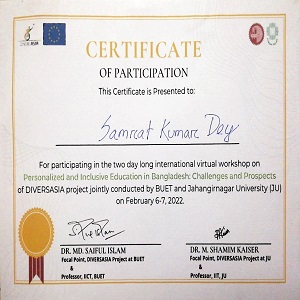 DIVERSASIA
CERTIFICATE
OF PARTICIPATION
This Certificate is Presented to:
Samrat Kumar Dey
For participating in the two day long international virtual workshop on
Personalized and Inclusive Education in Bangladesh: Challenges and Prospects
of DIVERSASIA project jointly conducted by BUET and Jahangirnagar University (JU)
on February 6-7, 2022.
DR. MD. SAIFUL ISLAM
Focal Point, DIVERSASIA Project at BUET
&
Professor, IICT, BUET
DR. M. SHAMIM KAISER
Focal Point, DIVERSASIA Project at JU
&
Professor, IIT, JU